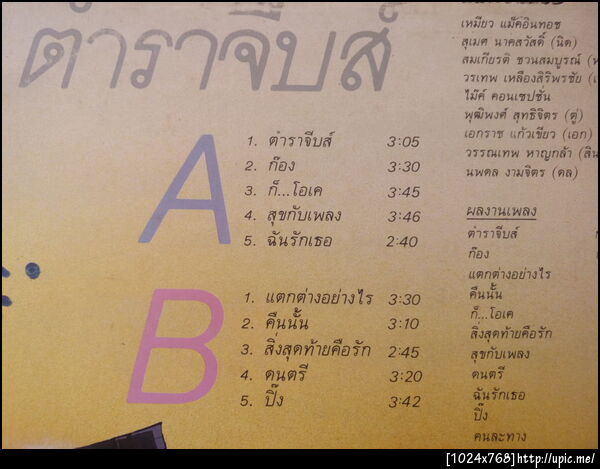 ตำราจีบส์
A
1. ตำราจีบส์ 3:05
2. ก๊อง 3:30
3. ก็...โอเค 3:45
4. สุขกับเพลง 3:46
5. ฉันรักเธอ 2:40
B
1. แตกต่างอย่างไร 3:30
2. คืนนั้น 3:10
3. สิ่งสุดท้ายคือรัก 2:45
4. ดนตรี 3:20
5. ปิ๊ง 3:42
เหมียว แม็คอินทอช
สุเมศ นาคสวัสดิ์ (นิด)
สมเกียรติ ชวนสมบูรณ์
วรเทพ เหลืองสิริพรชัย
ไม้ค์ คอนเซปชั่น
พุฒิพงศ์ สุทธิจิตร (ตู่)
เอกราช แก้วเขียว (เอก)
วรรณเทพ หาญกล้า
นพดล งามจิตร (ดล)
ผลงานเพลง
ตำราจีบส์
ก๊อง
แตกต่างอย่างไร
คืนนั้น
ก็...โอเค
สิ่งสุดท้ายคือรัก
สุขกับเพลง
ดนตรี
ฉันรักเธอ
ปิ๊ง
คนละทาง
[1024x768]http://upic.me/